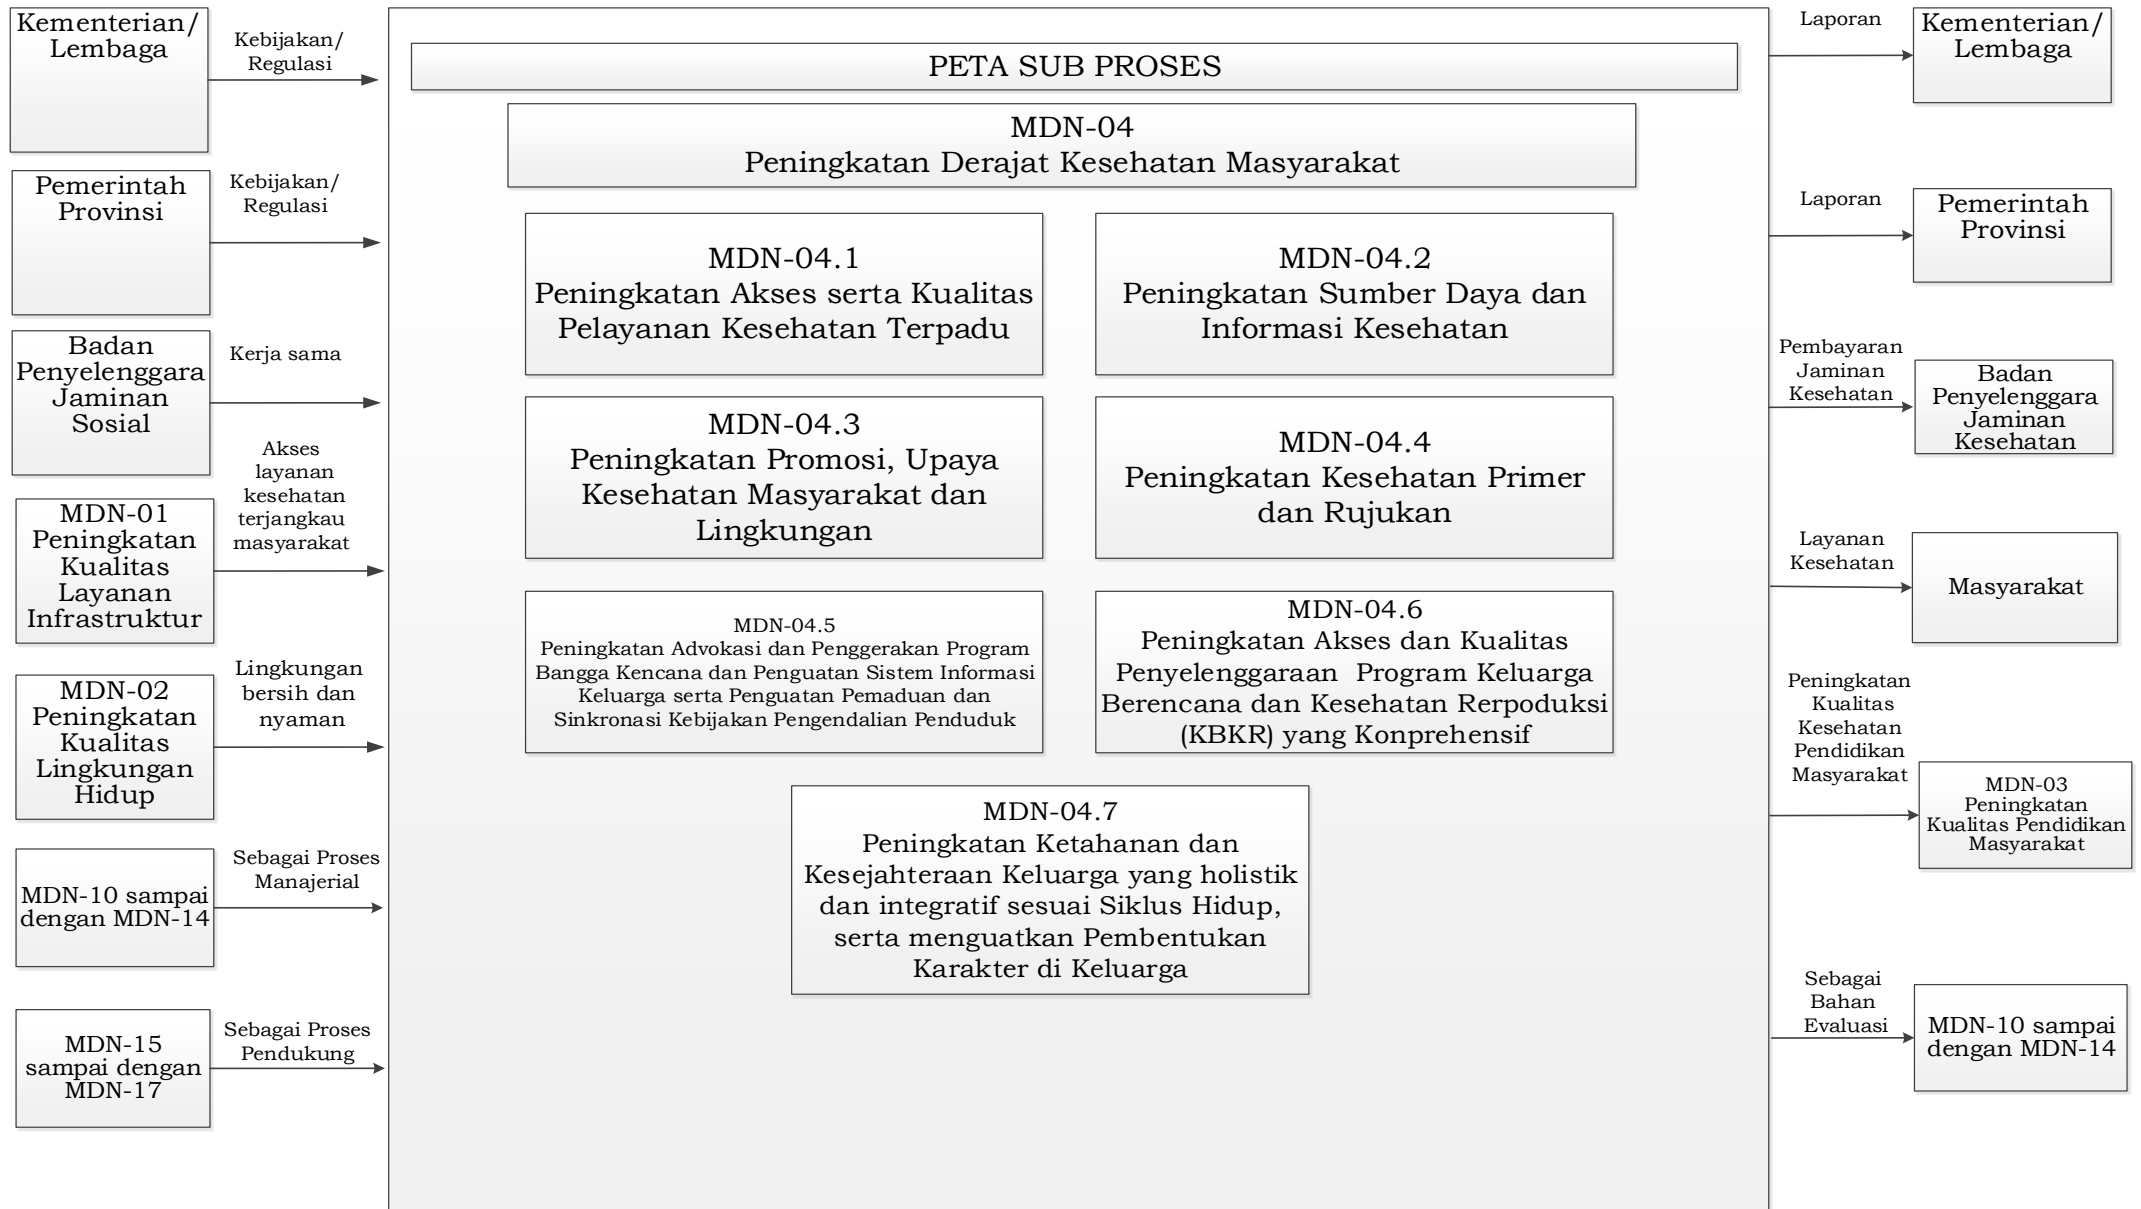 Kementerian/
Lembaga
Kebijakan/
Regulasi
Pemerintah
Provinsi
Kebijakan/
Regulasi
Badan
Penyelenggara
Jaminan
Sosial
Kerja sama
MDN-01
Peningkatan
Kualitas
Layanan
Infrastruktur
Akses
layanan
kesehatan
terjangkau
masyarakat
MDN-02
Peningkatan
Kualitas
Lingkungan
Hidup
Lingkungan
bersih dan
nyaman
MDN-10 sampai
dengan MDN-14
Sebagai Proses
Manajerial
MDN-15
sampai dengan
MDN-17
Sebagai Proses
Pendukung
PETA SUB PROSES
MDN-04
Peningkatan Derajat Kesehatan Masyarakat
MDN-04.1
Peningkatan Akses serta Kualitas
Pelayanan Kesehatan Terpadu
MDN-04.2
Peningkatan Sumber Daya dan
Informasi Kesehatan
MDN-04.3
Peningkatan Promosi, Upaya
Kesehatan Masyarakat dan
Lingkungan
MDN-04.4
Peningkatan Kesehatan Primer
dan Rujukan
MDN-04.5
Peningkatan Advokasi dan Penggerakan Program
Bangga Kencana dan Penguatan Sistem Informasi
Keluarga serta Penguatan Pemaduan dan
Sinkronasi Kebijakan Pengendalian Penduduk
MDN-04.6
Peningkatan Akses dan Kualitas
Penyelenggaraan  Program Keluarga
Berencana dan Kesehatan Rerpoduksi
(KBKR) yang Konprehensif
MDN-04.7
Peningkatan Ketahanan dan
Kesejahteraan Keluarga yang holistik
dan integratif sesuai Siklus Hidup,
serta menguatkan Pembentukan
Karakter di Keluarga
Laporan
Kementerian/
Lembaga
Laporan
Pemerintah
Provinsi
Pembayaran
Jaminan
Kesehatan
Badan
Penyelenggara
Jaminan
Kesehatan
Layanan
Kesehatan
Masyarakat
Peningkatan
Kualitas
Kesehatan
Pendidikan
Masyarakat
MDN-03
Peningkatan
Kualitas Pendidikan
Masyarakat
Sebagai
Bahan
Evaluasi
MDN-10 sampai
dengan MDN-14